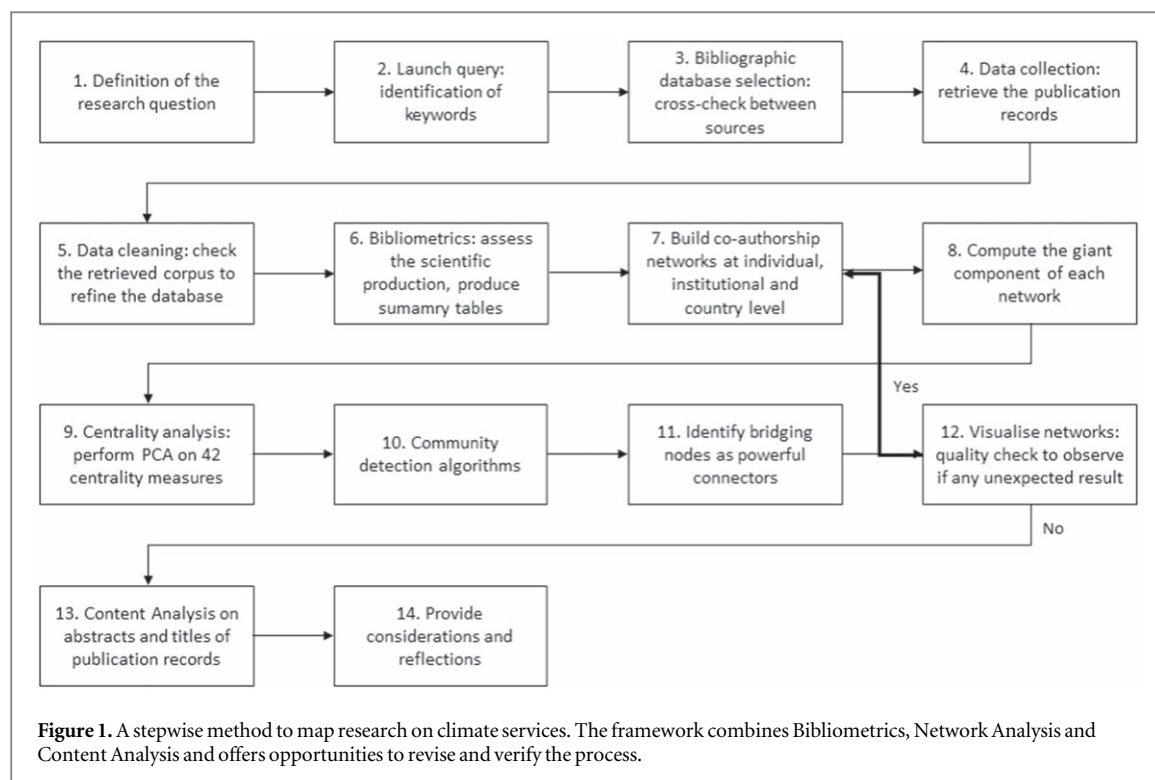 1. Definition of the
research question
2. Launch query:
identification of
keywords
3. Bibliographic
database selection:
cross-check between
sources
4. Data collection:
retrieve the publication
records
5. Data cleaning: check
the retrieved corpus to
refine the database
6. Bibliometrics: assess
the scientific
production, produce
sumamry tables
7. Build co-authorship
networks at individual,
institutional and
country level
8. Compute the giant
component of each
network
Yes
9. Centrality analysis:
perform PCA on 42
centrality measures
10. Community
detection algorithms
11. Identify bridging
nodes as powerful
connectors
12. Visualise networks:
quality check to observe
if any unexpected result
No
13. Content Analysis on
abstracts and titles of
publication records
14. Provide
considerations and
reflections
Figure 1. A stepwise method to map research on climate services. The framework combines Bibliometrics, Network Analysis and
Content Analysis and offers opportunities to revise and verify the process.